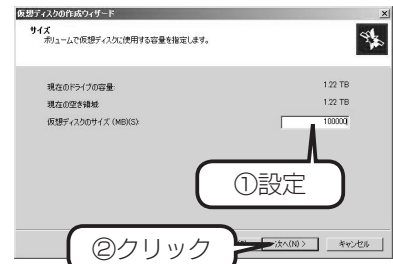 仮想ディスクの作成ウィザード
サイズ
ボリュームで仮想ディスクに使用する容量を指定します。
現在のドライブの容量: 1.22 TB
現在の空き領域: 1.22 TB
仮想ディスクのサイズ (MB)(S): 100000
①設定
次へ(N) > キャンセル
②クリック